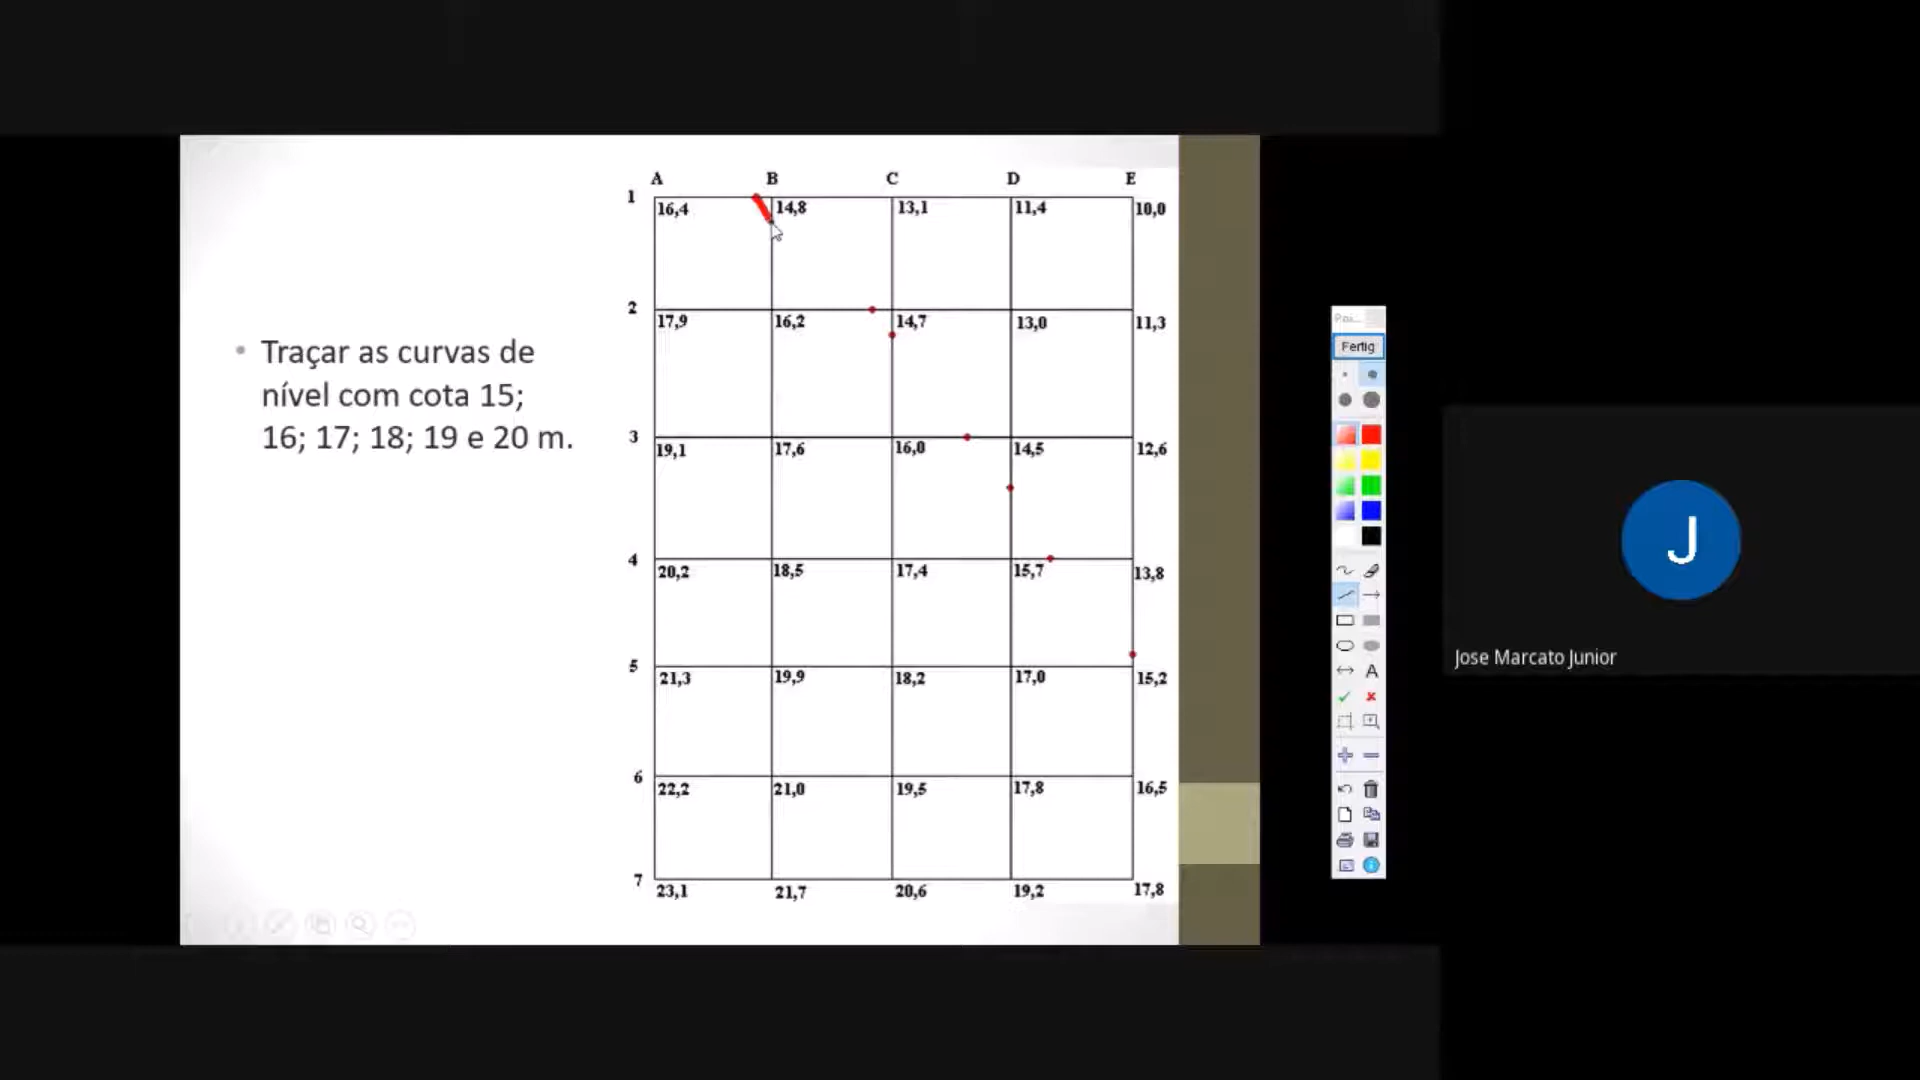 A B C D E
1 16,4 14,8 13,1 11,4 10,0
2 17,9 16,2 14,7 13,0 11,3
3 19,1 17,6 16,0 14,5 12,6
4 20,2 18,5 17,4 15,7 13,8
5 21,3 19,9 18,2 17,0 15,2
6 22,2 21,0 19,5 17,8 16,5
7 23,1 21,7 20,6 19,2 17,8
• Traçar as curvas de
nível com cota 15;
16; 17; 18; 19 e 20 m.
Fertig
A
J
Jose Marcato Junior